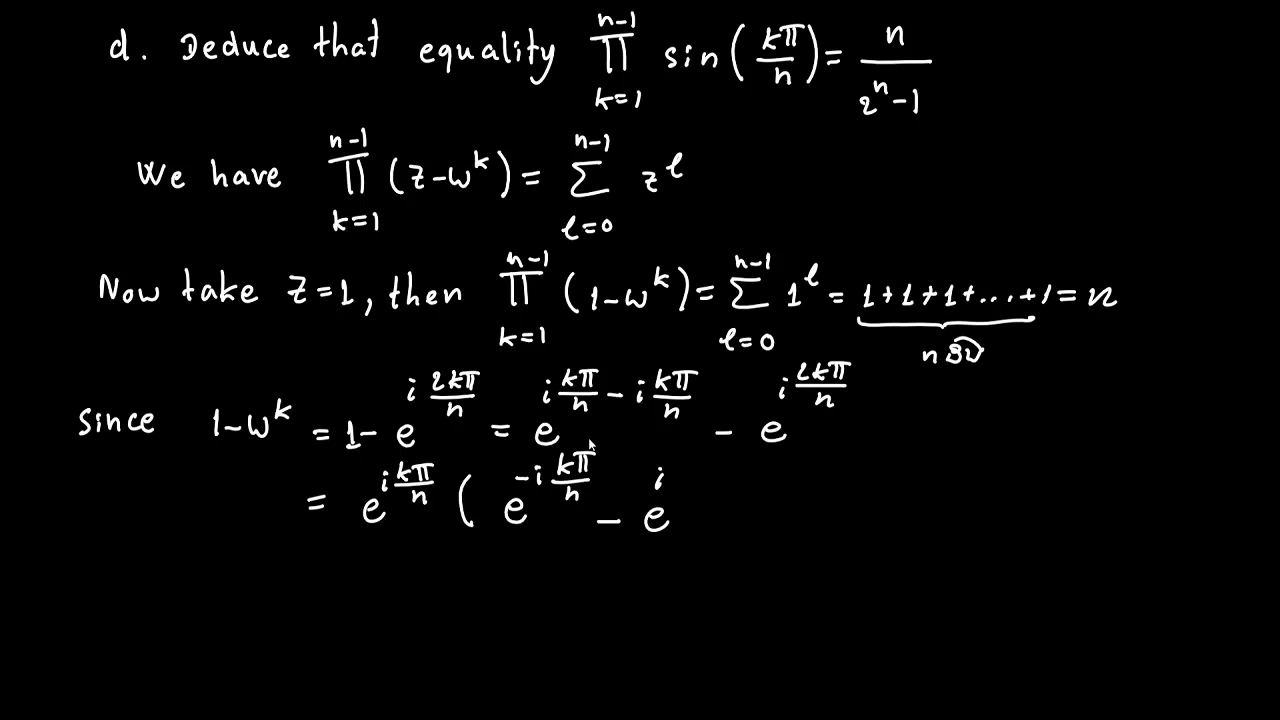 d. Deduce that equality ∏_{k=1}^{n-1} sin(kπ/n) = n/(2^n - 1)
We have ∏_{k=1}^{n-1} (z - w^k) = ∑_{ℓ=0}^{n-1} z^ℓ
Now take z = 1, then ∏_{k=1}^{n-1} (1 - w^k) = ∑_{ℓ=0}^{n-1} 1^ℓ = 1+1+1+...+1 = n
n
since 1 - w^k = 1 - e^{i 2kπ/n} = e^{i kπ/n - i kπ/n} - e^{i 2kπ/n}
= e^{i kπ/n} ( e^{-i kπ/n} - e^{i